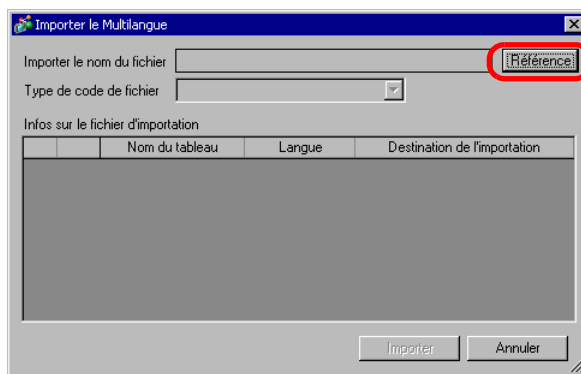 Importer le Multilangue
Importer le nom du fichier Référence
Type de code de fichier
Infos sur le fichier d'importation
Nom du tableau Langue Destination de l'importation
Importer Annuler